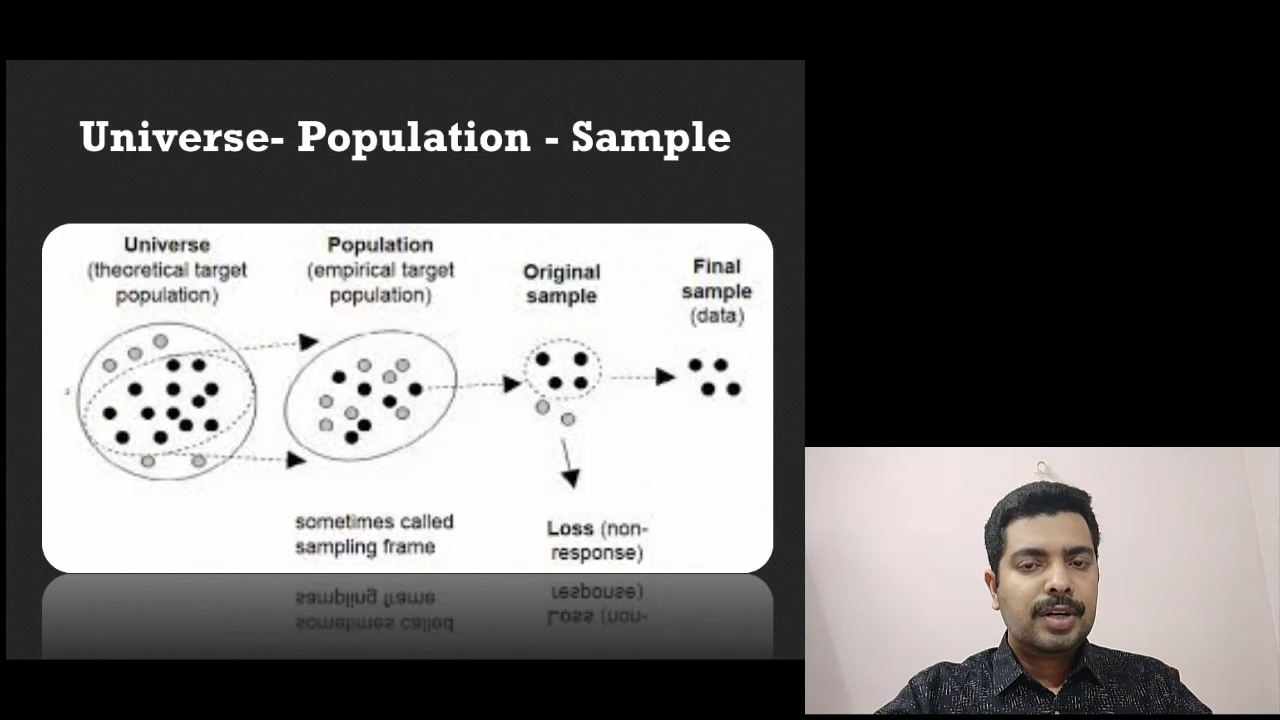 Universe- Population - Sample
Universe
(theoretical target
population)
Population
(empirical target
population)
Original
sample
Final
sample
(data)
sometimes called
sampling frame
Loss (non-
response)